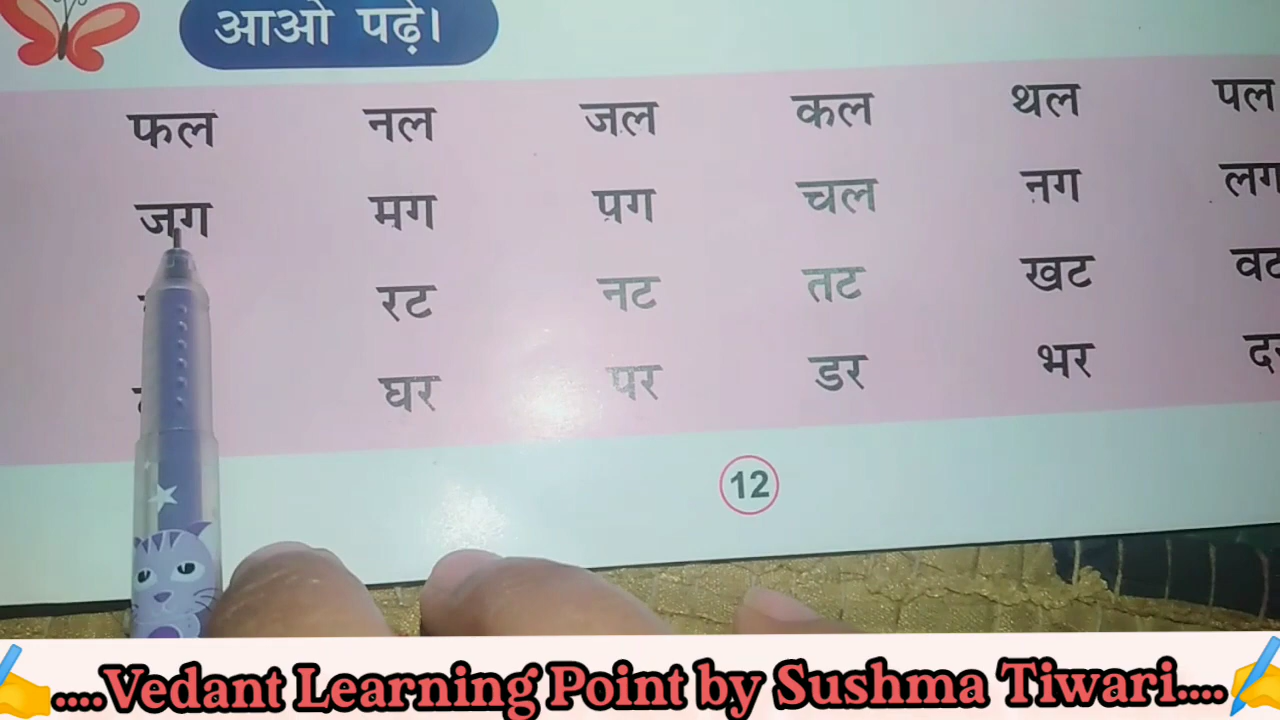 आओ पढ़े।
फल नल जल कल थल पल
जग मग पग चल नग लग
रट नट तट खट
घर पर डर भर
12
....Vedant Learning Point by Sushma Tiwari....